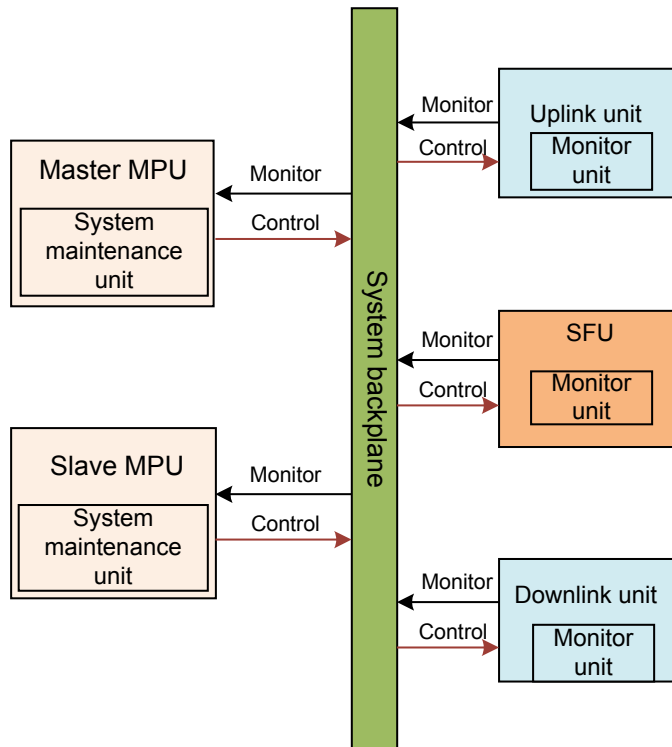 Master MPU
System
maintenance
unit
Monitor
Control
Slave MPU
System
maintenance
unit
Monitor
Control
System backplane
Monitor
Control
Uplink unit
Monitor
unit
Monitor
Control
SFU
Monitor
unit
Monitor
Control
Downlink unit
Monitor
unit